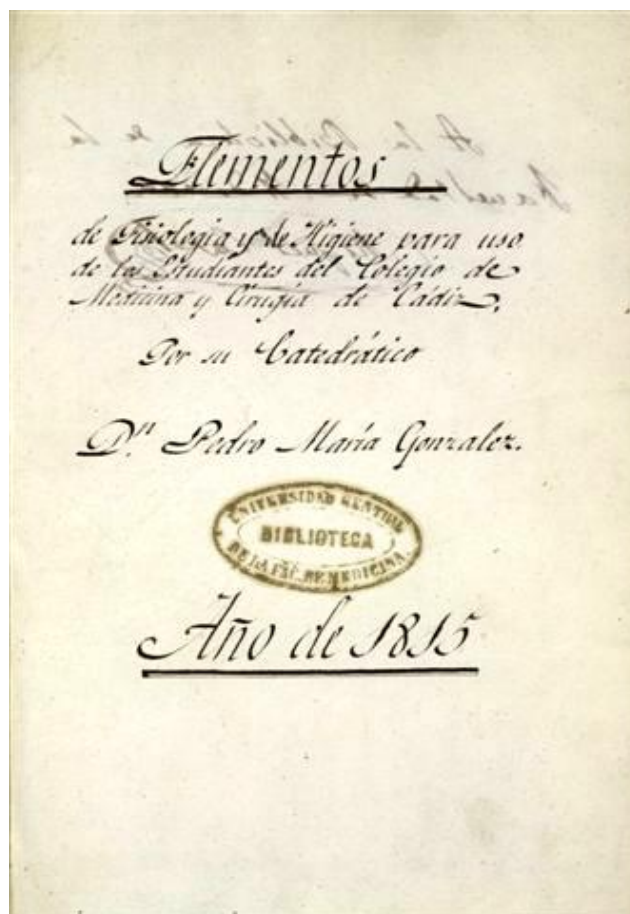 Elementos
de Fisiologia y de Higiene para uso
de los Estudiantes del Colegio de
Medicina y Cirugia de Cádiz.
Por su Catedrático
Dⁿ. Pedro María Gonzalez.
UNIVERSIDAD CENTRAL
BIBLIOTECA
DE LA FAC. DE MEDICINA
Año de 1815